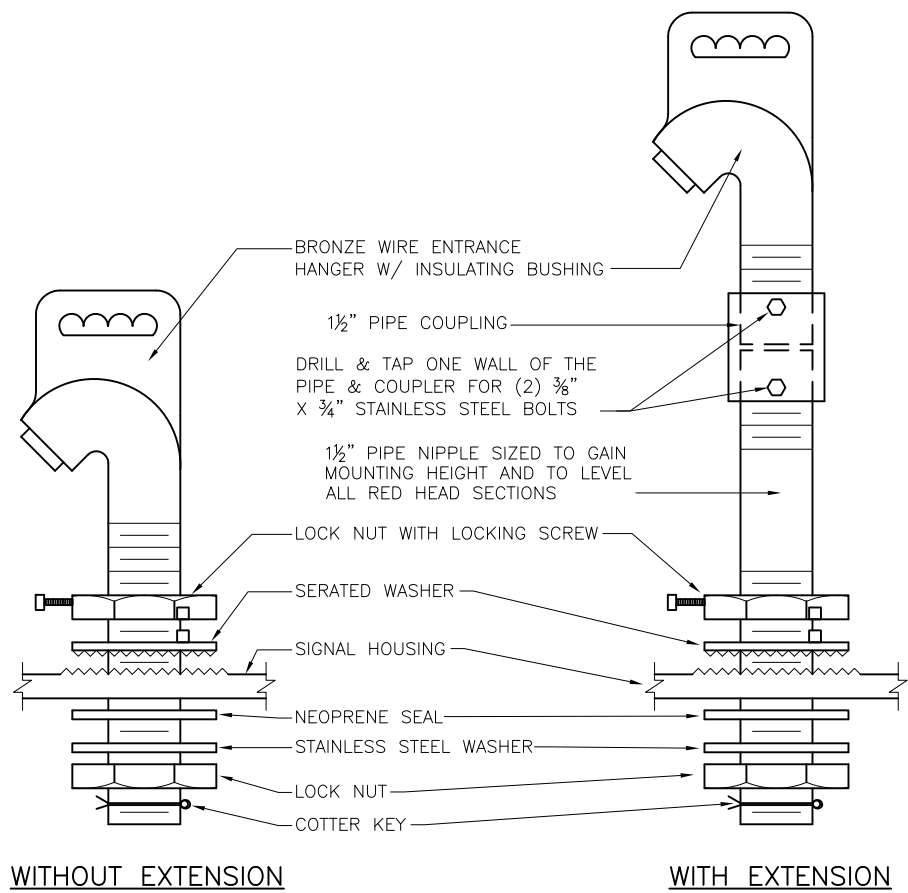 BRONZE WIRE ENTRANCE
HANGER W/ INSULATING BUSHING
1½" PIPE COUPLING
DRILL & TAP ONE WALL OF THE
PIPE & COUPLER FOR (2) ⅜"
X ¾" STAINLESS STEEL BOLTS
1½" PIPE NIPPLE SIZED TO GAIN
MOUNTING HEIGHT AND TO LEVEL
ALL RED HEAD SECTIONS
LOCK NUT WITH LOCKING SCREW
SERATED WASHER
SIGNAL HOUSING
NEOPRENE SEAL
STAINLESS STEEL WASHER
LOCK NUT
COTTER KEY
WITHOUT EXTENSION
WITH EXTENSION